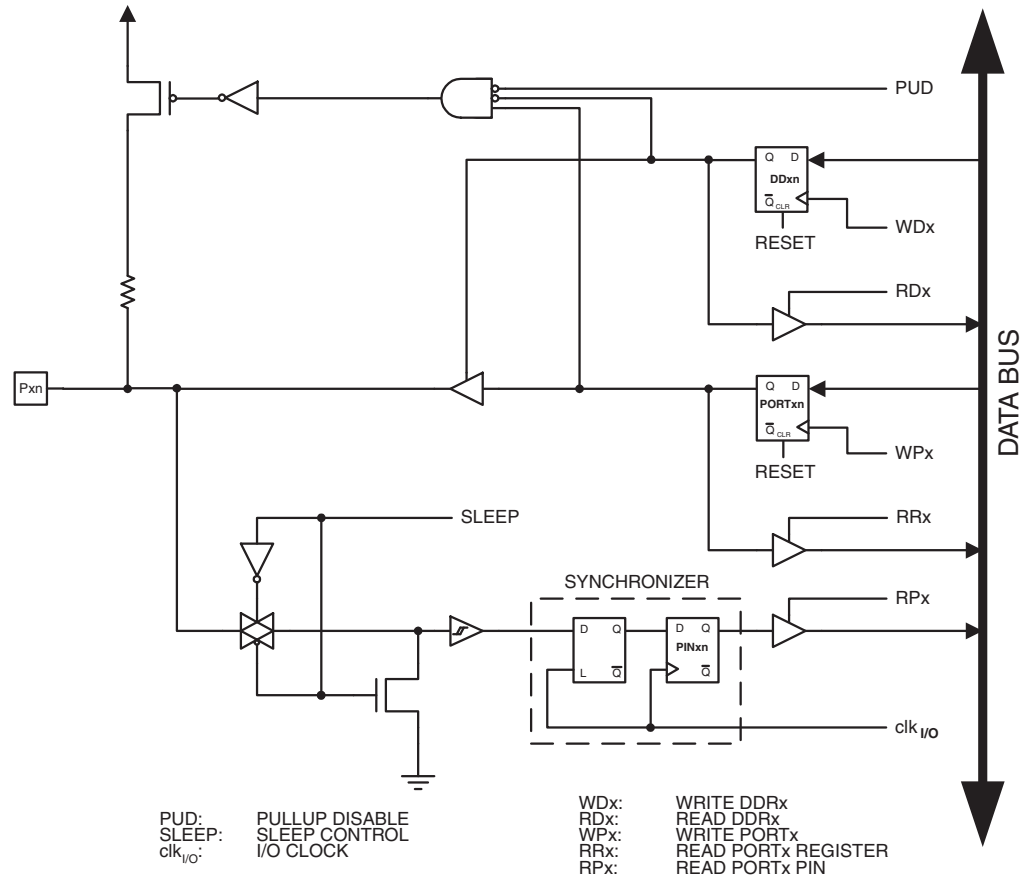 PUD
Q D
DDxn
Q CLR
WDx
RESET
RDx
Pxn
Q D
PORTxn
Q CLR
WPx
RESET
DATA BUS
SLEEP
RRx
SYNCHRONIZER
RPx
D Q
L Q
D Q
PINxn
Q
clk I/O
PUD: PULLUP DISABLE
SLEEP: SLEEP CONTROL
clkI/O: I/O CLOCK
WDx: WRITE DDRx
RDx: READ DDRx
WPx: WRITE PORTx
RRx: READ PORTx REGISTER
RPx: READ PORTx PIN